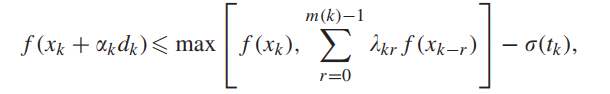 f(x_k + α_k d_k) ⩽ max [ f(x_k), ∑_{r=0}^{m(k)−1} λ_{kr} f(x_{k−r}) ] − σ(t_k),